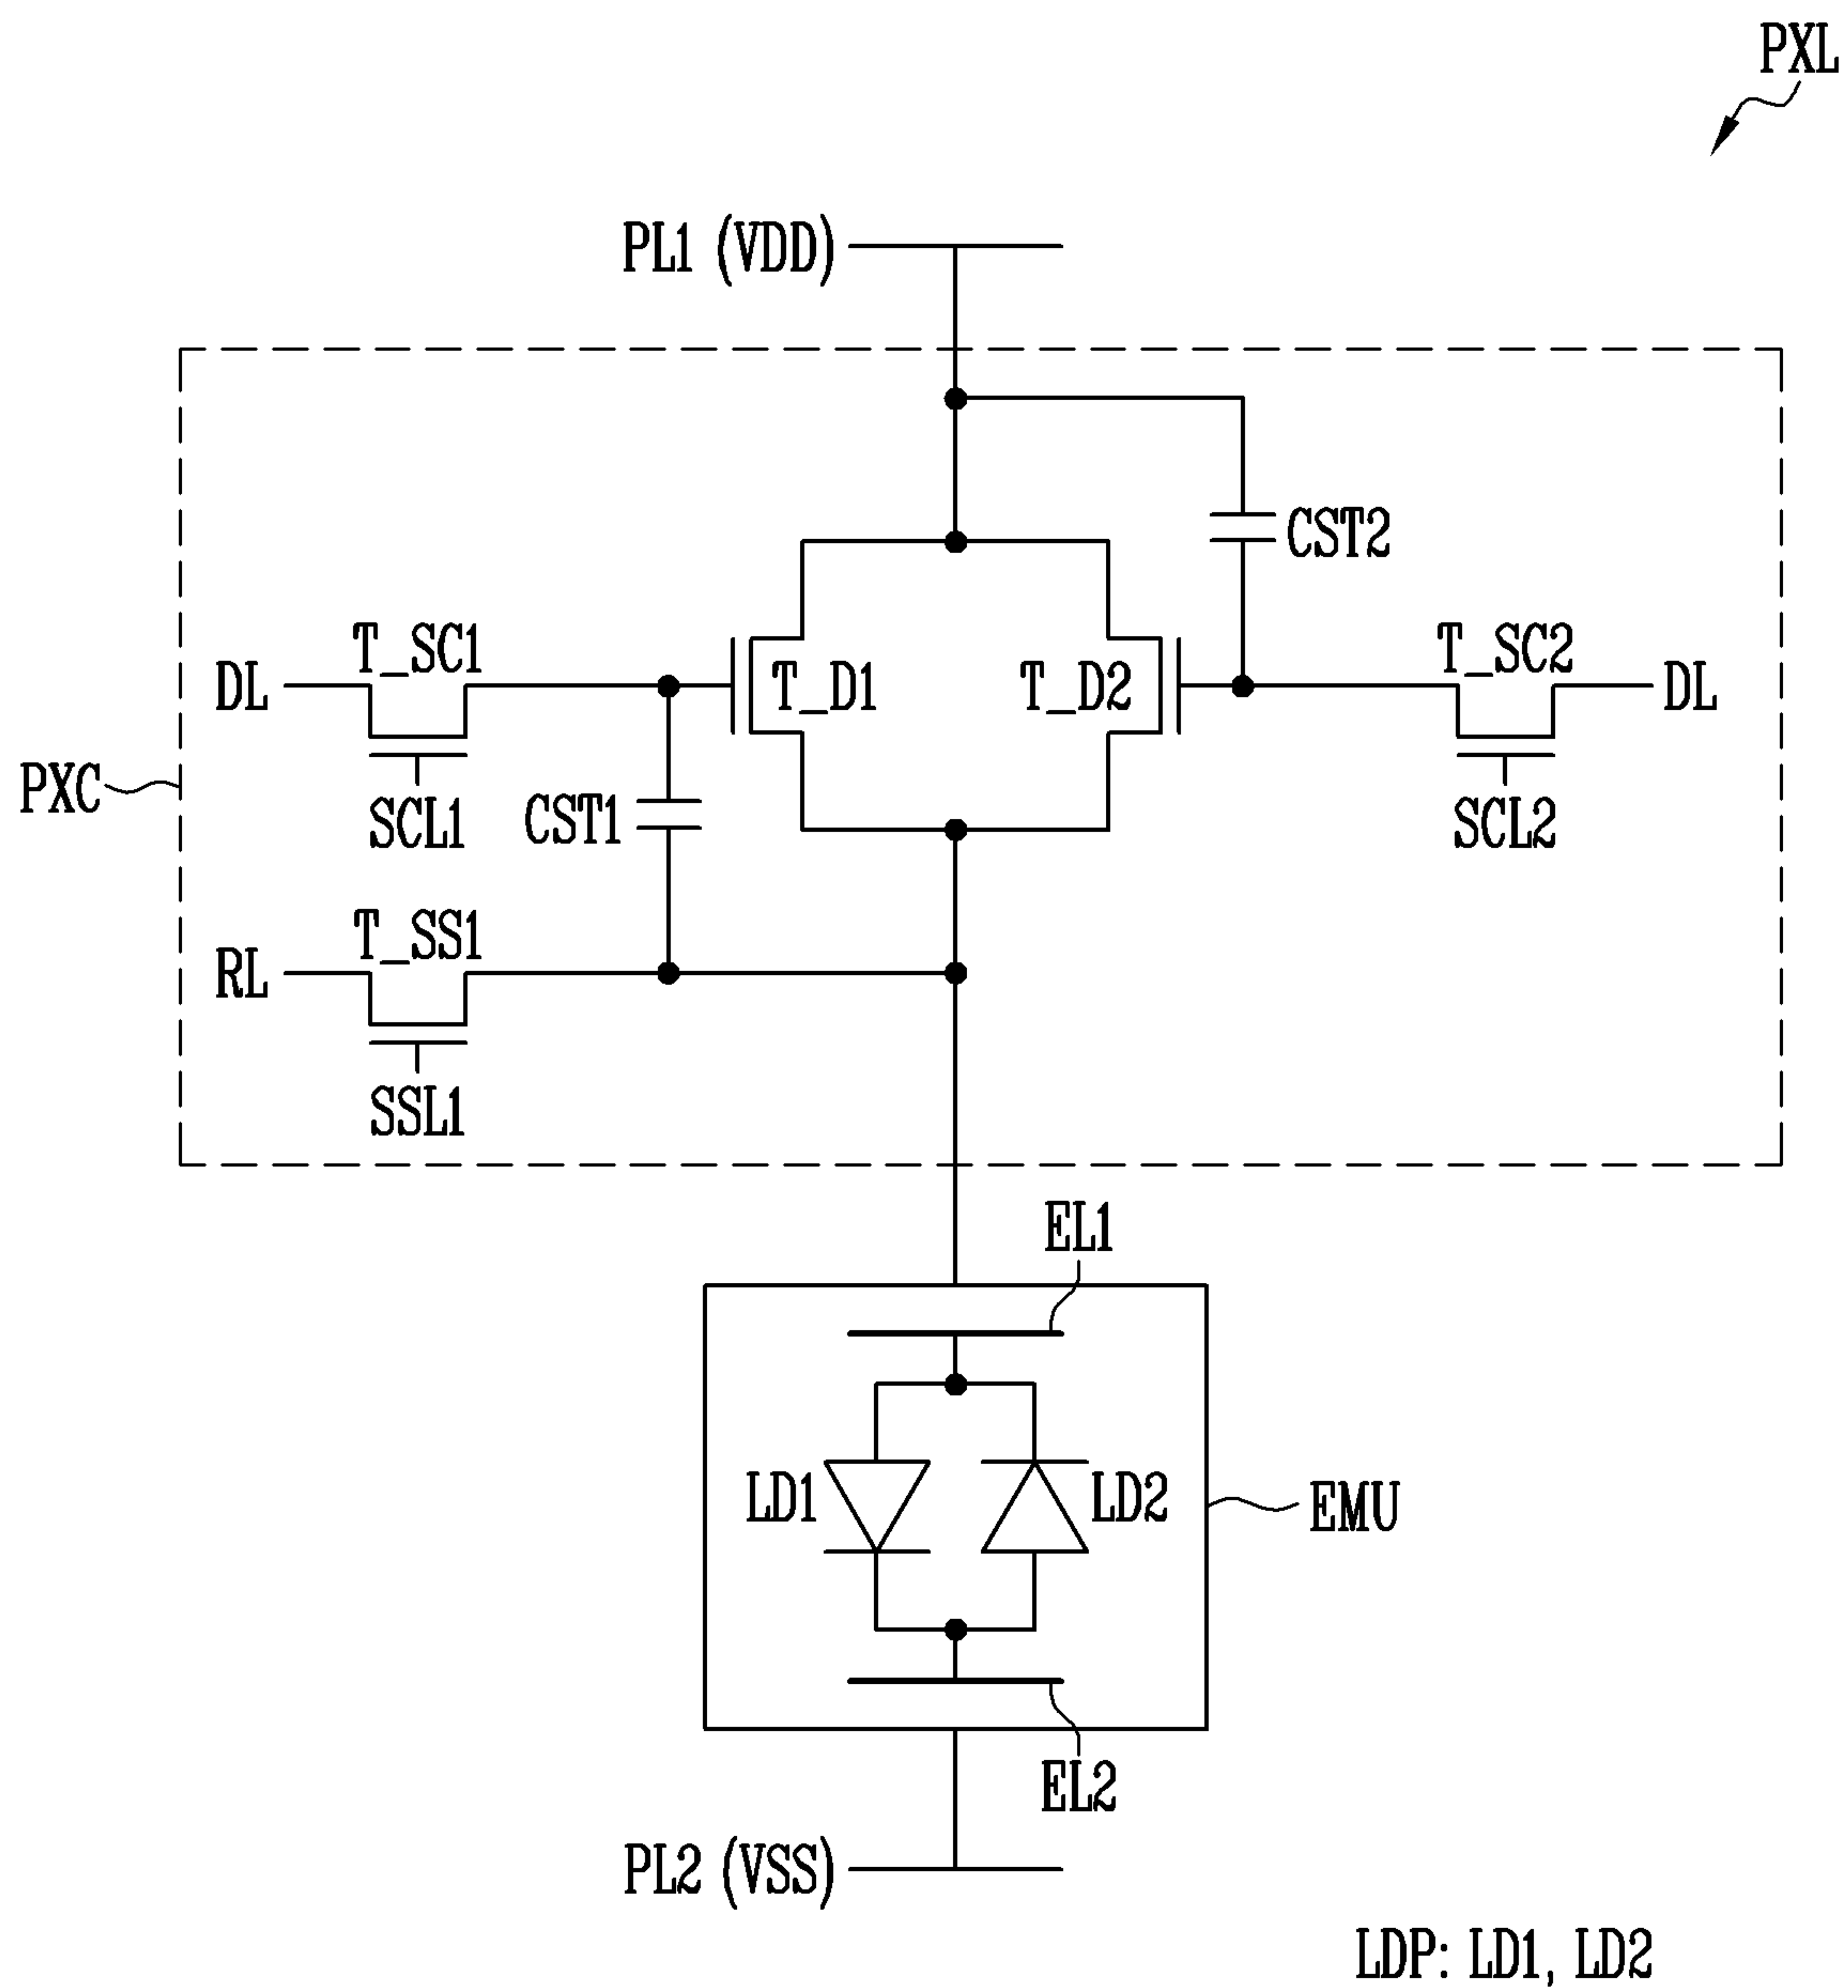 PXL
PL1 (VDD)
CST2
T_SC1
T_SC2
DL
T_D1
T_D2
DL
PXC
SCL1
CST1
SCL2
T_SS1
RL
SSL1
EL1
LD1
LD2
EMU
EL2
PL2 (VSS)
LDP: LD1, LD2